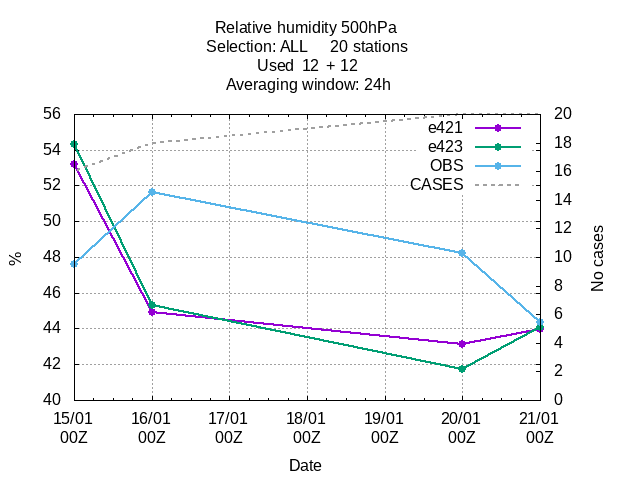 Relative humidity 500hPa
Selection: ALL 20 stations
Used 12 + 12
Averaging window: 24h
56
54
52
50
48
46
44
42
40
%
20
18
16
14
12
10
8
6
4
2
0
No cases
e421
e423
OBS
CASES
15/01 16/01 17/01 18/01 19/01 20/01 21/01
00Z 00Z 00Z 00Z 00Z 00Z 00Z
Date